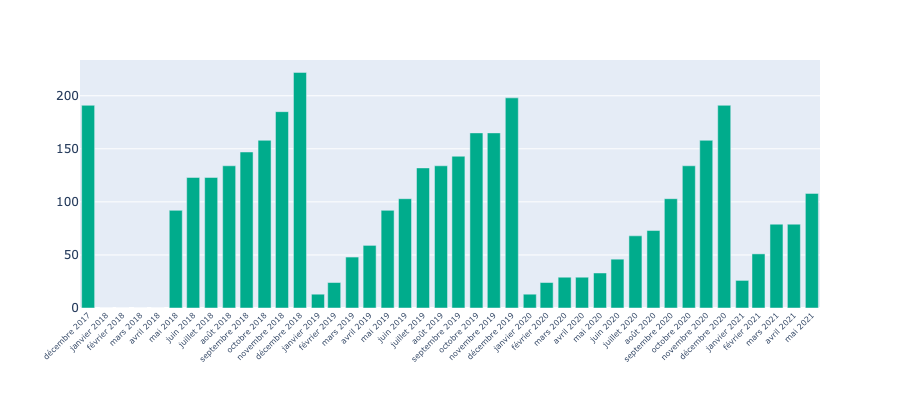 200
150
100
50
0
décembre 2017
janvier 2018
février 2018
mars 2018
avril 2018
mai 2018
juin 2018
juillet 2018
août 2018
septembre 2018
octobre 2018
novembre 2018
décembre 2018
janvier 2019
février 2019
mars 2019
avril 2019
mai 2019
juin 2019
juillet 2019
août 2019
septembre 2019
octobre 2019
novembre 2019
décembre 2019
janvier 2020
février 2020
mars 2020
avril 2020
mai 2020
juin 2020
juillet 2020
août 2020
septembre 2020
octobre 2020
novembre 2020
décembre 2020
janvier 2021
février 2021
mars 2021
avril 2021
mai 2021